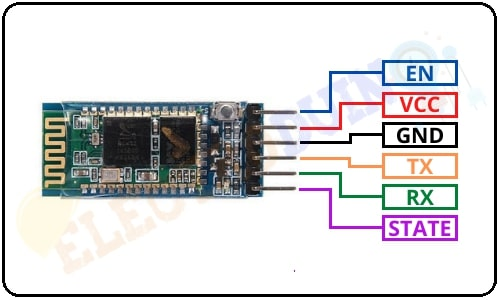 EN
VCC
GND
TX
RX
STATE